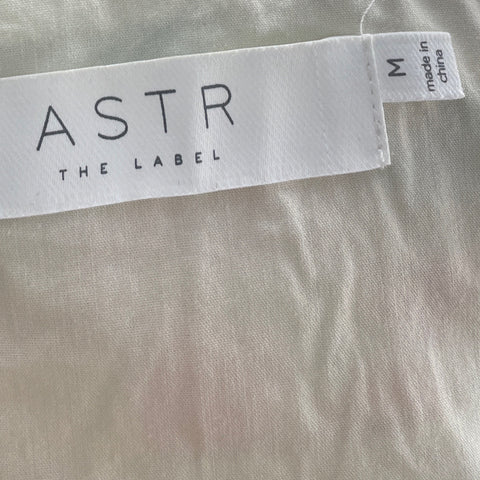 ASTR
THE LABEL
M
made in
china